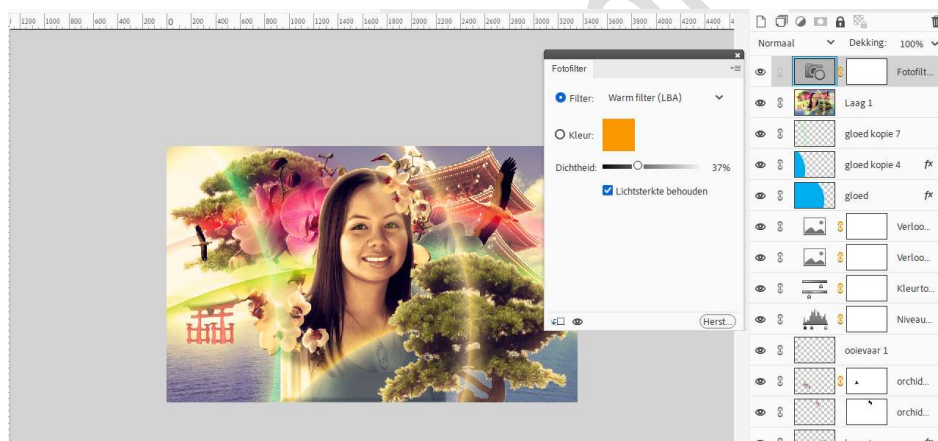 1200 1000 800 600 400 200 0 200 400 600 800 1000 1200 1400 1600 1800 2000 2200 2400 2600 2800 3000 3200 3400 3600 3800 4000 4200 4400 4
Normaal Dekking: 100%
Fotofilter
Filter: Warm filter (LBA)
Kleur:
Dichtheid: 37%
Lichtsterkte behouden
Herst...
Fotofilt...
Laag 1
gloed kopie 7
gloed kopie 4 fx
gloed fx
Verloo...
Verloo...
Kleurto...
Niveau...
ooievaar 1
orchid...
orchid...